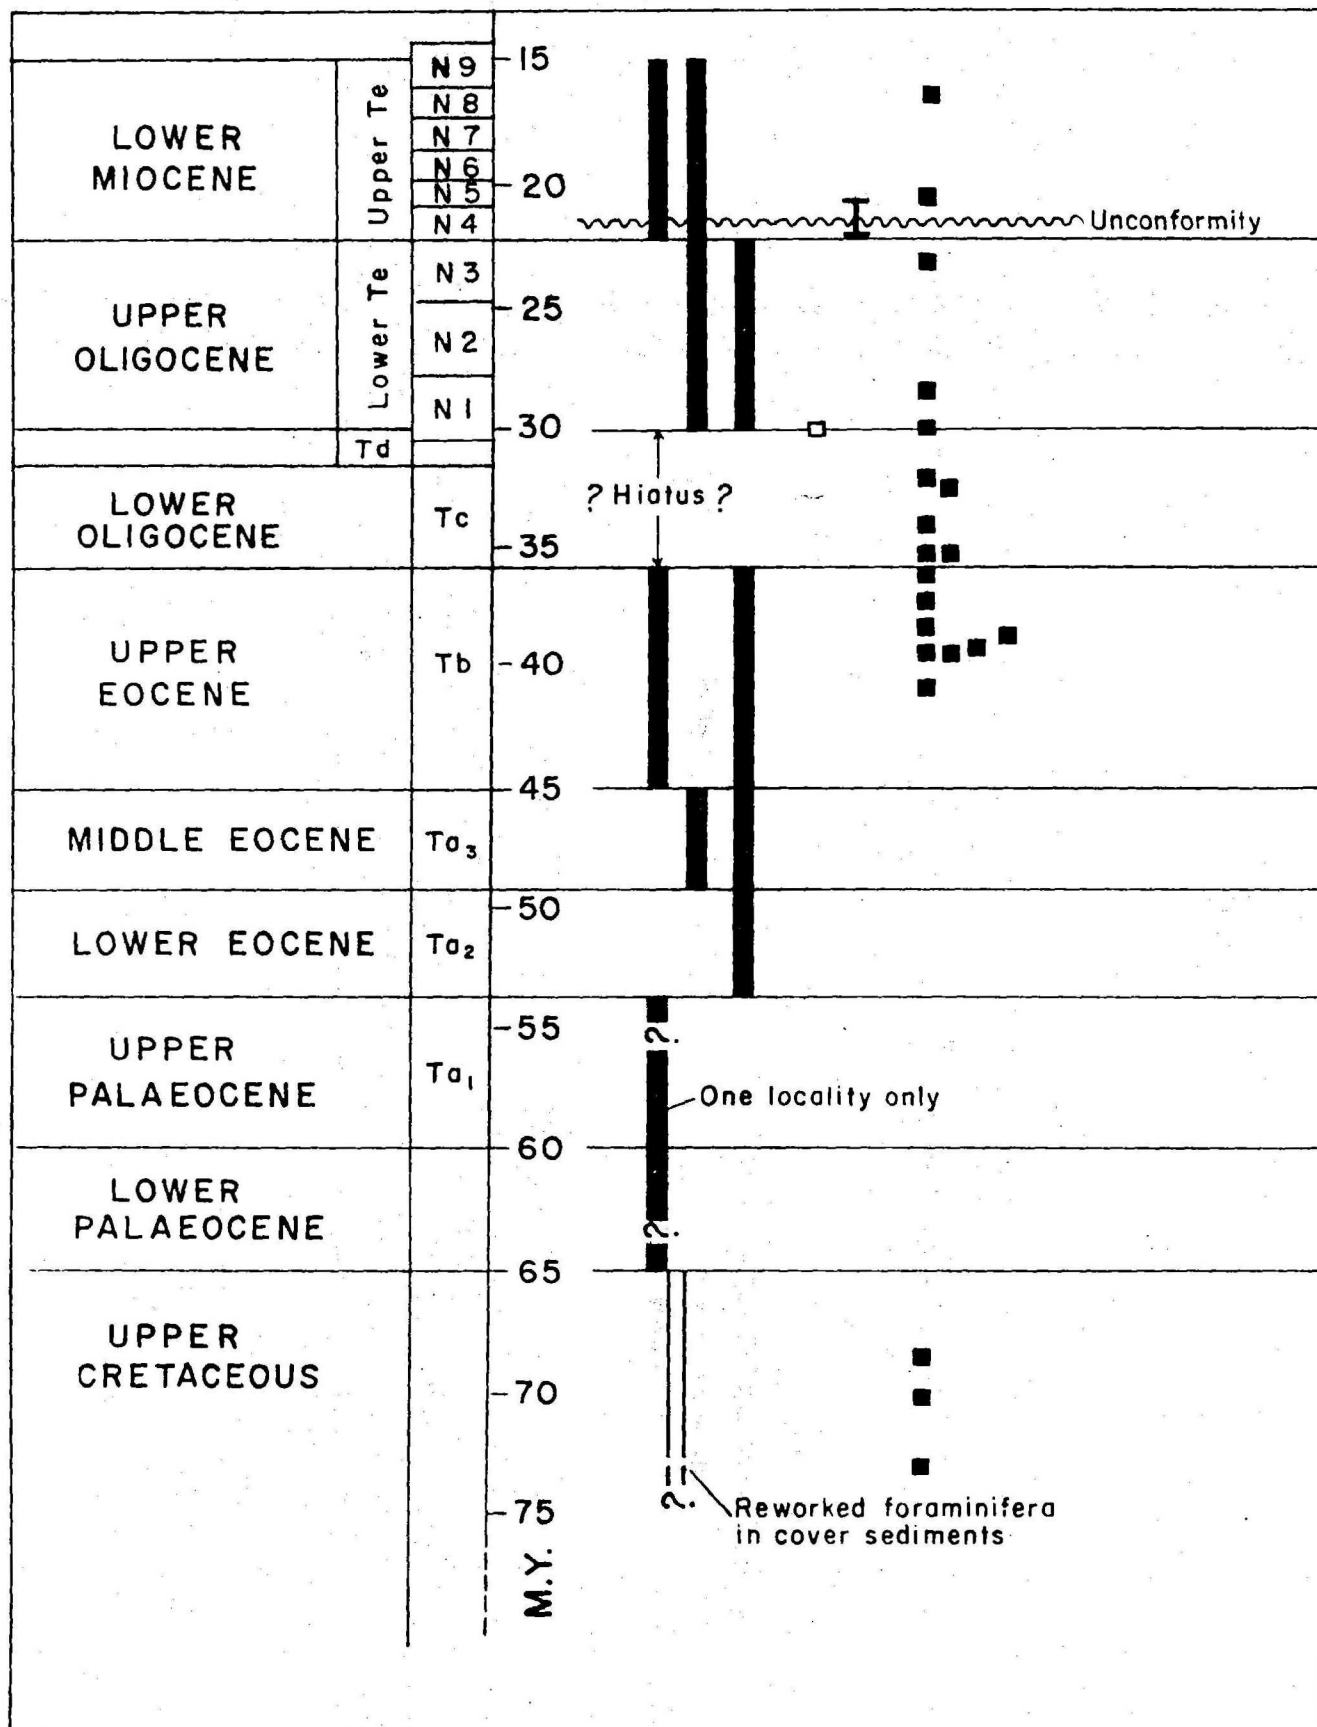 N 9
15
N 8
LOWER
MIOCENE
Upper Te
N 7
N 6
N 5
20
N 4
Unconformity
N 3
UPPER
OLIGOCENE
Lower Te
25
N 2
N 1
30
Td
? Hiatus ?
LOWER
OLIGOCENE
Tc
35
UPPER
EOCENE
Tb
40
45
MIDDLE EOCENE
Ta3
50
LOWER EOCENE
Ta2
55
?
UPPER
PALAEOCENE
Ta1
One locality only
60
LOWER
PALAEOCENE
?
65
UPPER
CRETACEOUS
70
?
Reworked foraminifera
in cover sediments
75
M.Y.